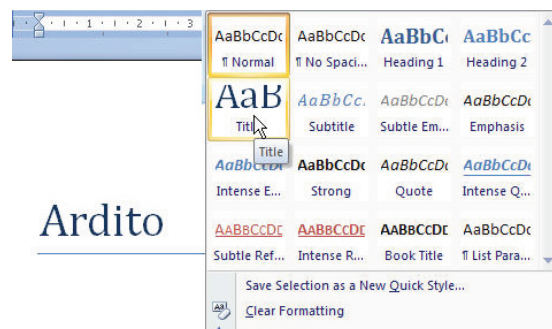 1 2 3
AaBbCcDc AaBbCcDc AaBbC AaBbCc
¶ Normal ¶ No Spaci... Heading 1 Heading 2
AaB AaBbCc. AaBbCcDc AaBbCcDc
Titl Subtitle Subtle Em... Emphasis
Title
AaBbCcDc AaBbCcDc AaBbCcDc AaBbCcDc
Intense E... Strong Quote Intense Q...
Ardito
AABBCCDC AABBCCDC AABBCCDC AaBbCcDc
Subtle Ref... Intense R... Book Title ¶ List Para...
Save Selection as a New Quick Style...
Clear Formatting